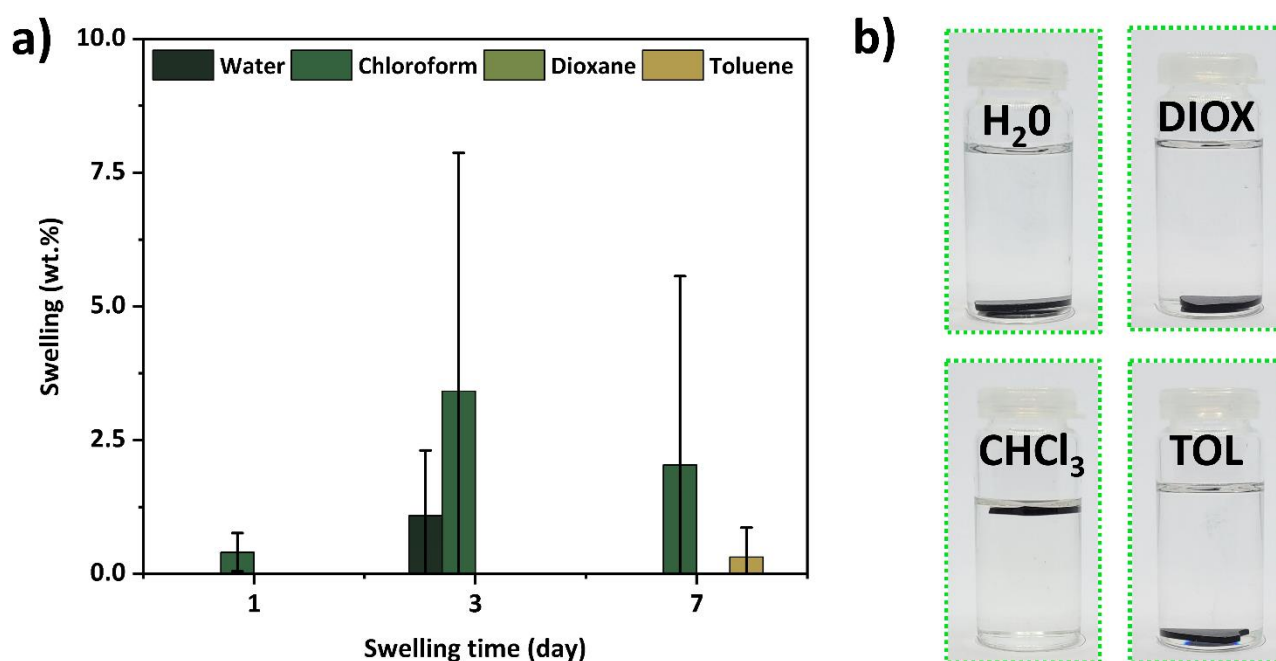 a)
10.0
Water Chloroform Dioxane Toluene
7.5
5.0
2.5
0.0
Swelling (wt.%)
1 3 7
Swelling time (day)
b)
H₂0
DIOX
CHCl₃
TOL